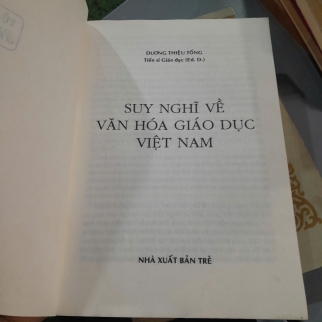 DƯƠNG THIỆU TỐNG
Tiến sĩ Giáo dục (Ed. D.)
SUY NGHĨ VỀ
VĂN HÓA GIÁO DỤC
VIỆT NAM
NHÀ XUẤT BẢN TRẺ